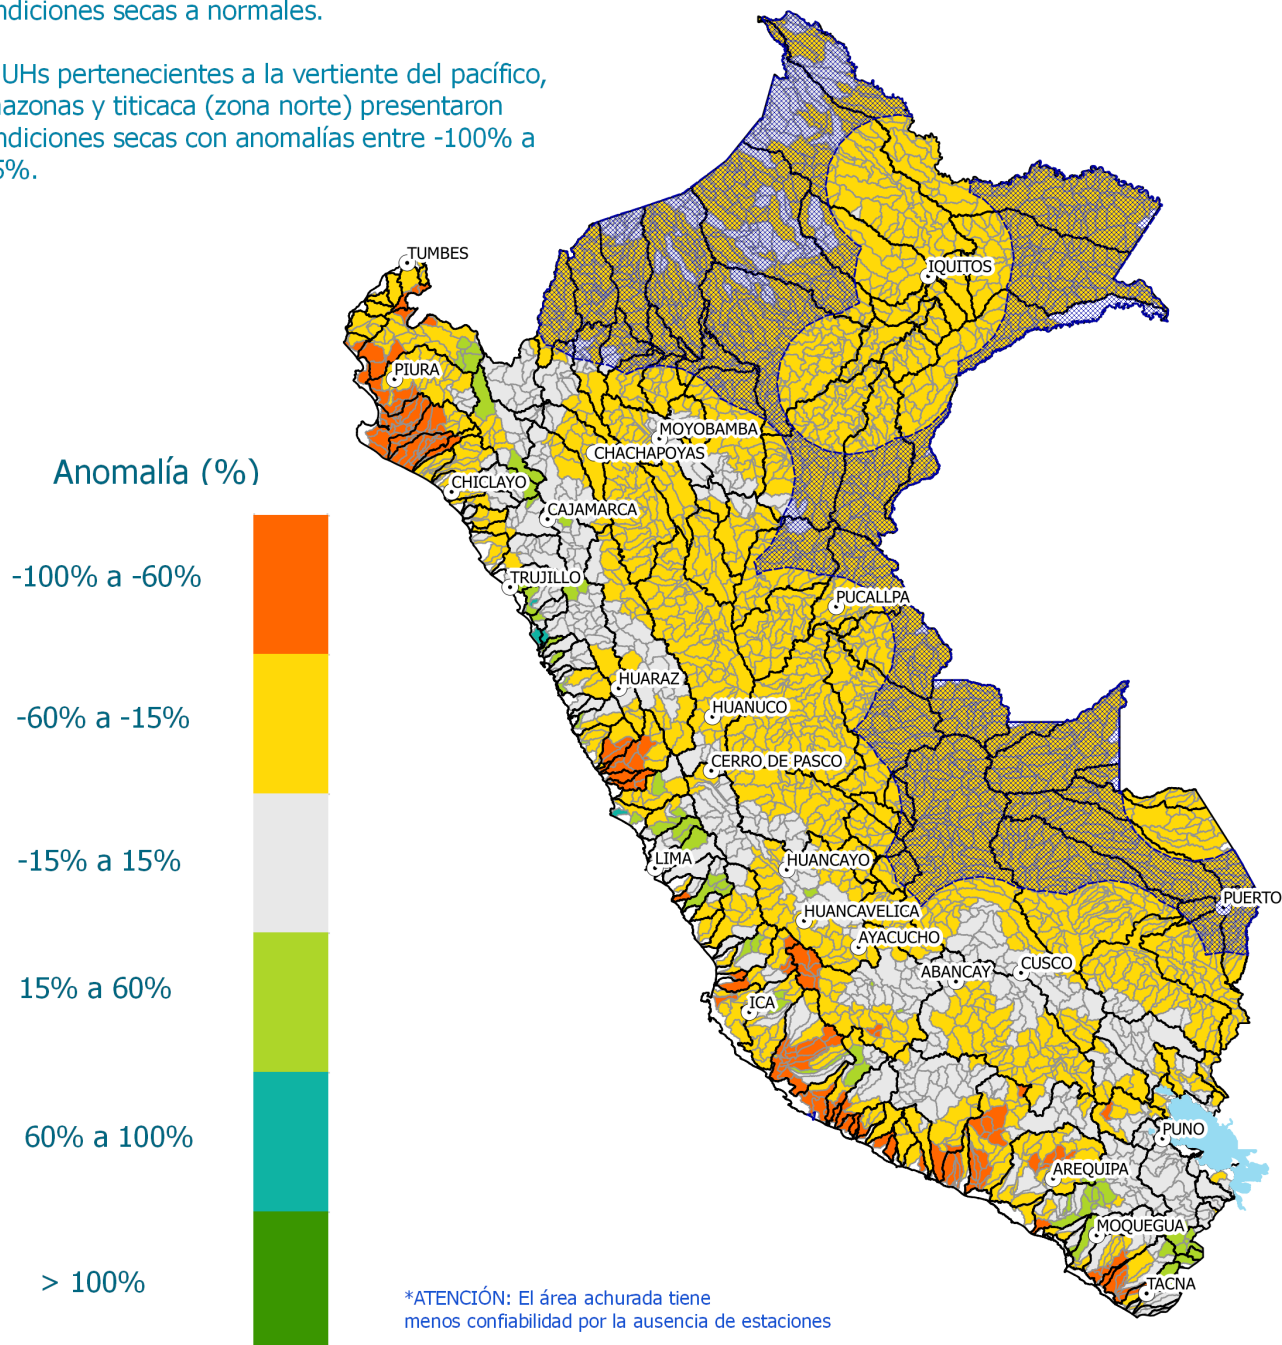 ndiciones secas a normales.
UHs pertenecientes a la vertiente del pacífico,
azonas y titicaca (zona norte) presentaron
ndiciones secas con anomalías entre -100% a
5%.
TUMBES
IQUITOS
PIURA
MOYOBAMBA
CHACHAPOYAS
Anomalía (%)
CHICLAYO
CAJAMARCA
-100% a -60%
TRUJILLO
PUCALLPA
HUARAZ
HUANUCO
-60% a -15%
CERRO DE PASCO
LIMA
HUANCAYO
-15% a 15%
PUERTO
HUANCAVELICA
AYACUCHO
ABANCAY
CUSCO
15% a 60%
ICA
60% a 100%
PUNO
AREQUIPA
MOQUEGUA
> 100%
TACNA
*ATENCIÓN: El área achurada tiene
menos confiabilidad por la ausencia de estaciones